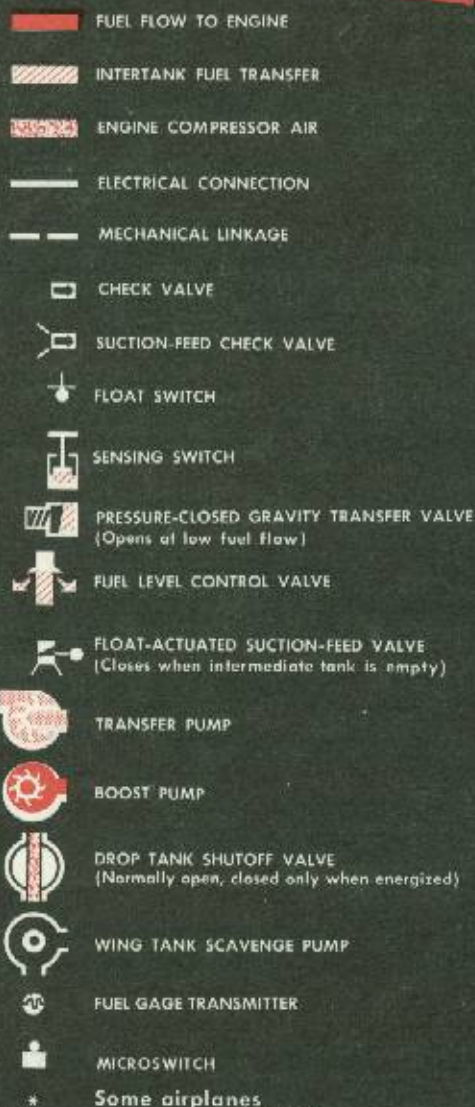 FUEL FLOW TO ENGINE
INTERTANK FUEL TRANSFER
ENGINE COMPRESSOR AIR
ELECTRICAL CONNECTION
MECHANICAL LINKAGE
CHECK VALVE
SUCTION-FEED CHECK VALVE
FLOAT SWITCH
SENSING SWITCH
PRESSURE-CLOSED GRAVITY TRANSFER VALVE
(Opens at low fuel flow)
FUEL LEVEL CONTROL VALVE
FLOAT-ACTUATED SUCTION-FEED VALVE
(Closes when intermediate tank is empty)
TRANSFER PUMP
BOOST PUMP
DROP TANK SHUTOFF VALVE
(Normally open, closed only when energized)
WING TANK SCAVENGE PUMP
FUEL GAGE TRANSMITTER
MICROSWITCH
* Some airplanes